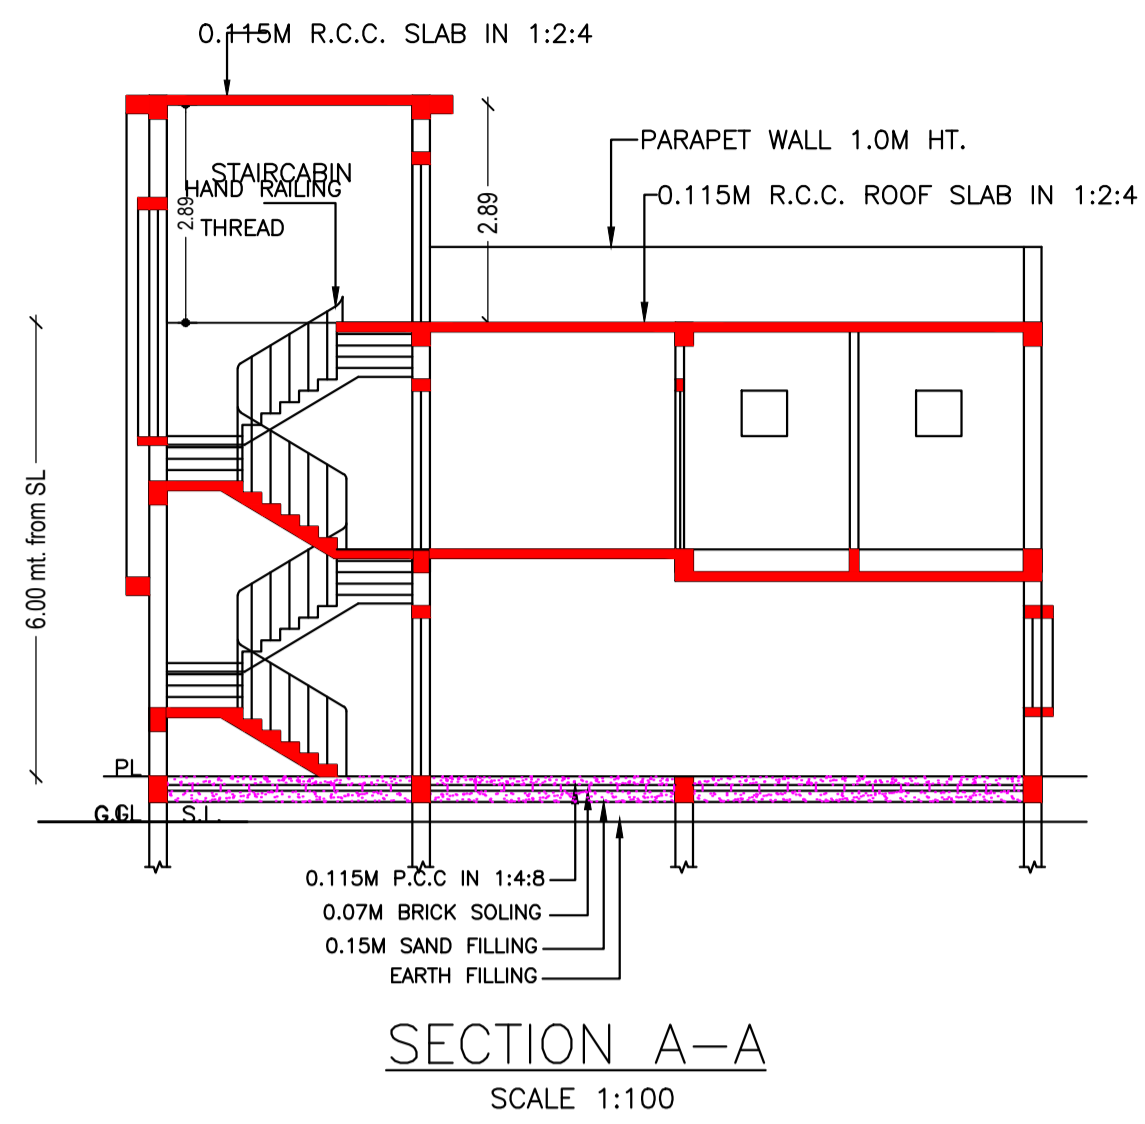 0.115M R.C.C. SLAB IN 1:2:4
PARAPET WALL 1.0M HT.
STAIRCABIN
HAND RAILING
0.115M R.C.C. ROOF SLAB IN 1:2:4
2.89
2.89
THREAD
6.00 mt. from SL
PL
G.GL
S.L.
0.115M P.C.C IN 1:4:8
0.07M BRICK SOLING
0.15M SAND FILLING
EARTH FILLING
SECTION A-A
SCALE 1:100